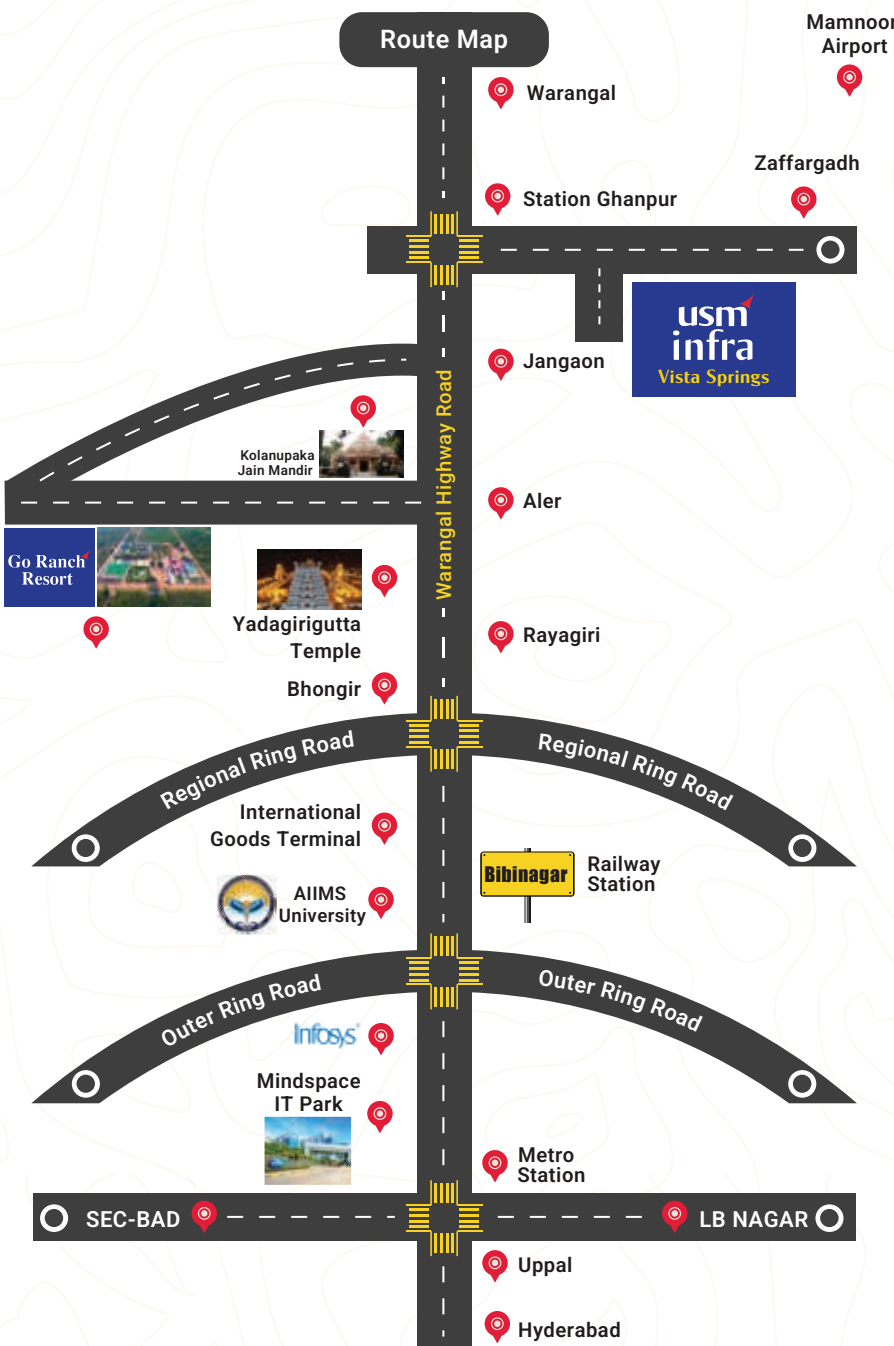 Route Map
Mamnoor
Airport
Warangal
Zaffargadh
Station Ghanpur
usm
infra
Vista Springs
Jangaon
Warangal Highway Road
Kolanupaka
Jain Mandir
Aler
Go Ranch
Resort
Yadagirigutta
Temple
Rayagiri
Bhongir
Regional Ring Road
Regional Ring Road
International
Goods Terminal
Bibinagar
Railway
Station
AIIMS
University
Outer Ring Road
Outer Ring Road
Infosys
Mindspace
IT Park
Metro
Station
SEC-BAD
LB NAGAR
Uppal
Hyderabad